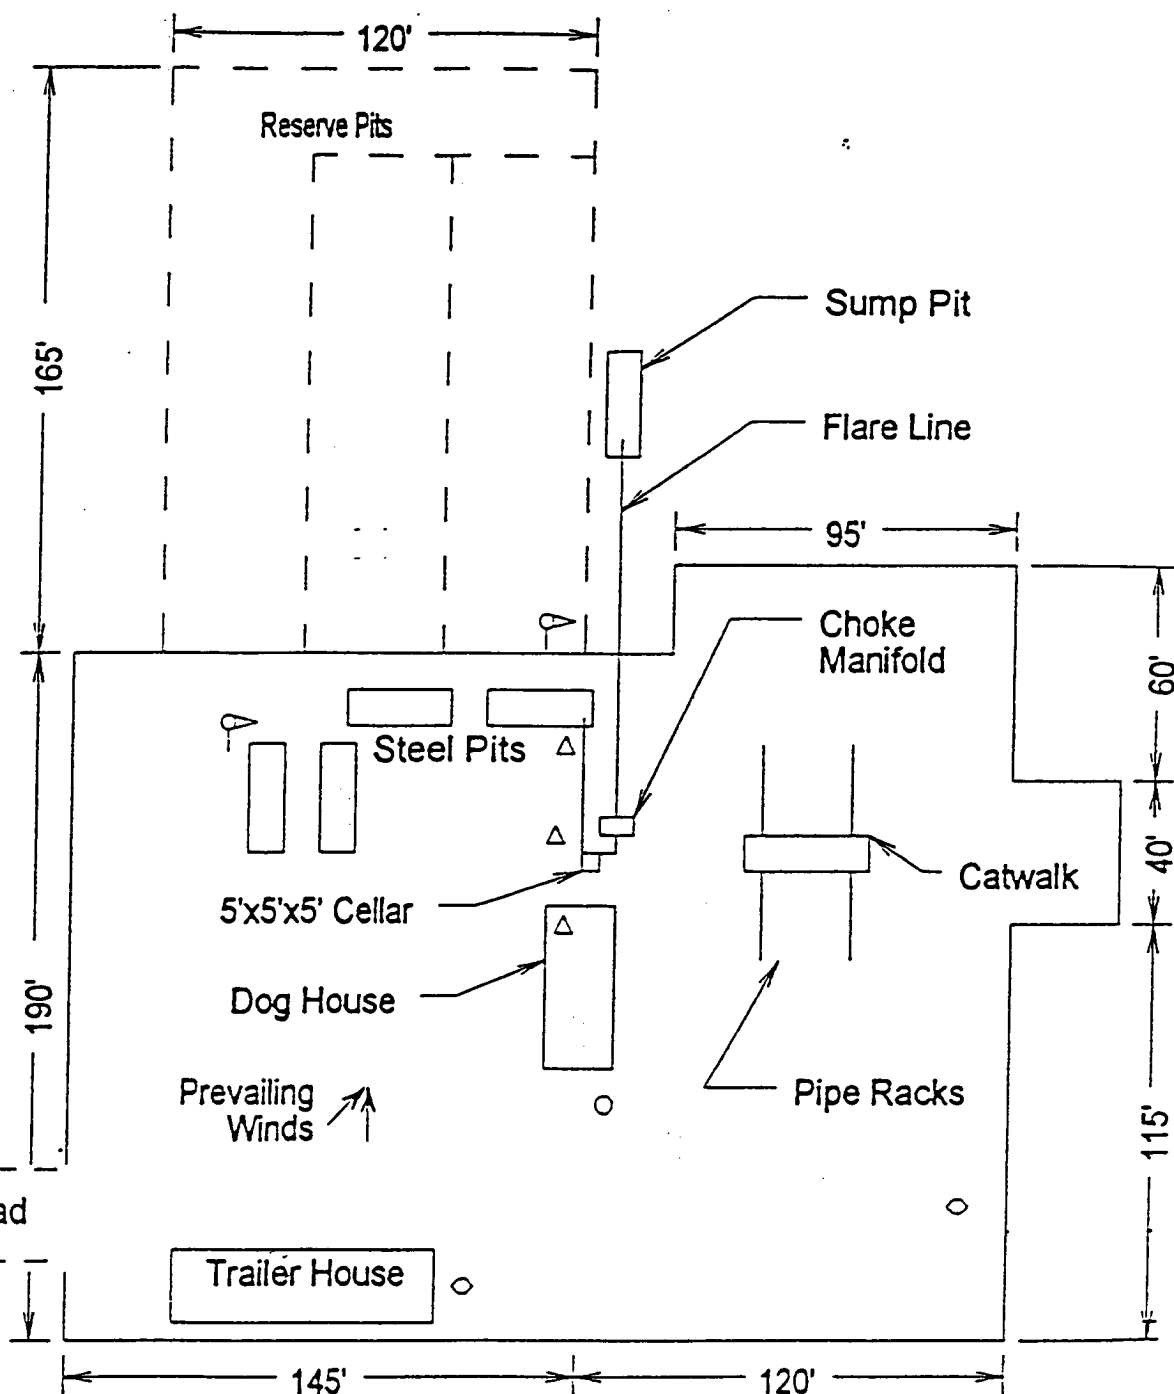 120'
Reserve Pits
165'
Sump Pit
Flare Line
95'
Choke
Manifold
60'
Steel Pits
40'
Catwalk
5'x5'x5' Cellar
190'
Dog House
Prevailing
Winds
Pipe Racks
115'
Trailer House
145'
120'